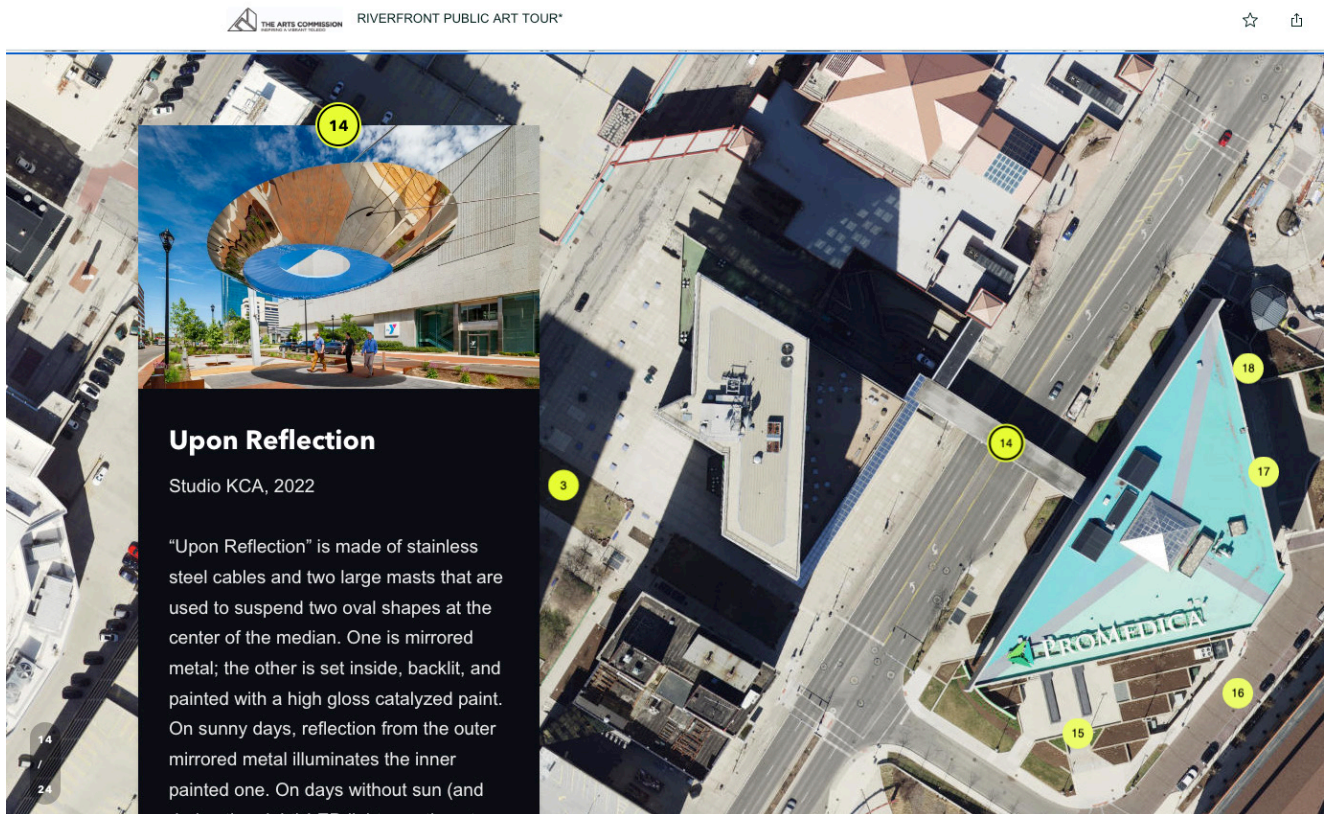 THE ARTS COMMISSION
INSPIRING A VIBRANT TOLEDO
RIVERFRONT PUBLIC ART TOUR*
14
Upon Reflection
Studio KCA, 2022
“Upon Reflection” is made of stainless
steel cables and two large masts that are
used to suspend two oval shapes at the
center of the median. One is mirrored
metal; the other is set inside, backlit, and
painted with a high gloss catalyzed paint.
On sunny days, reflection from the outer
mirrored metal illuminates the inner
painted one. On days without sun (and
14
/
24
3
14
18
17
16
15
PROMEDICA